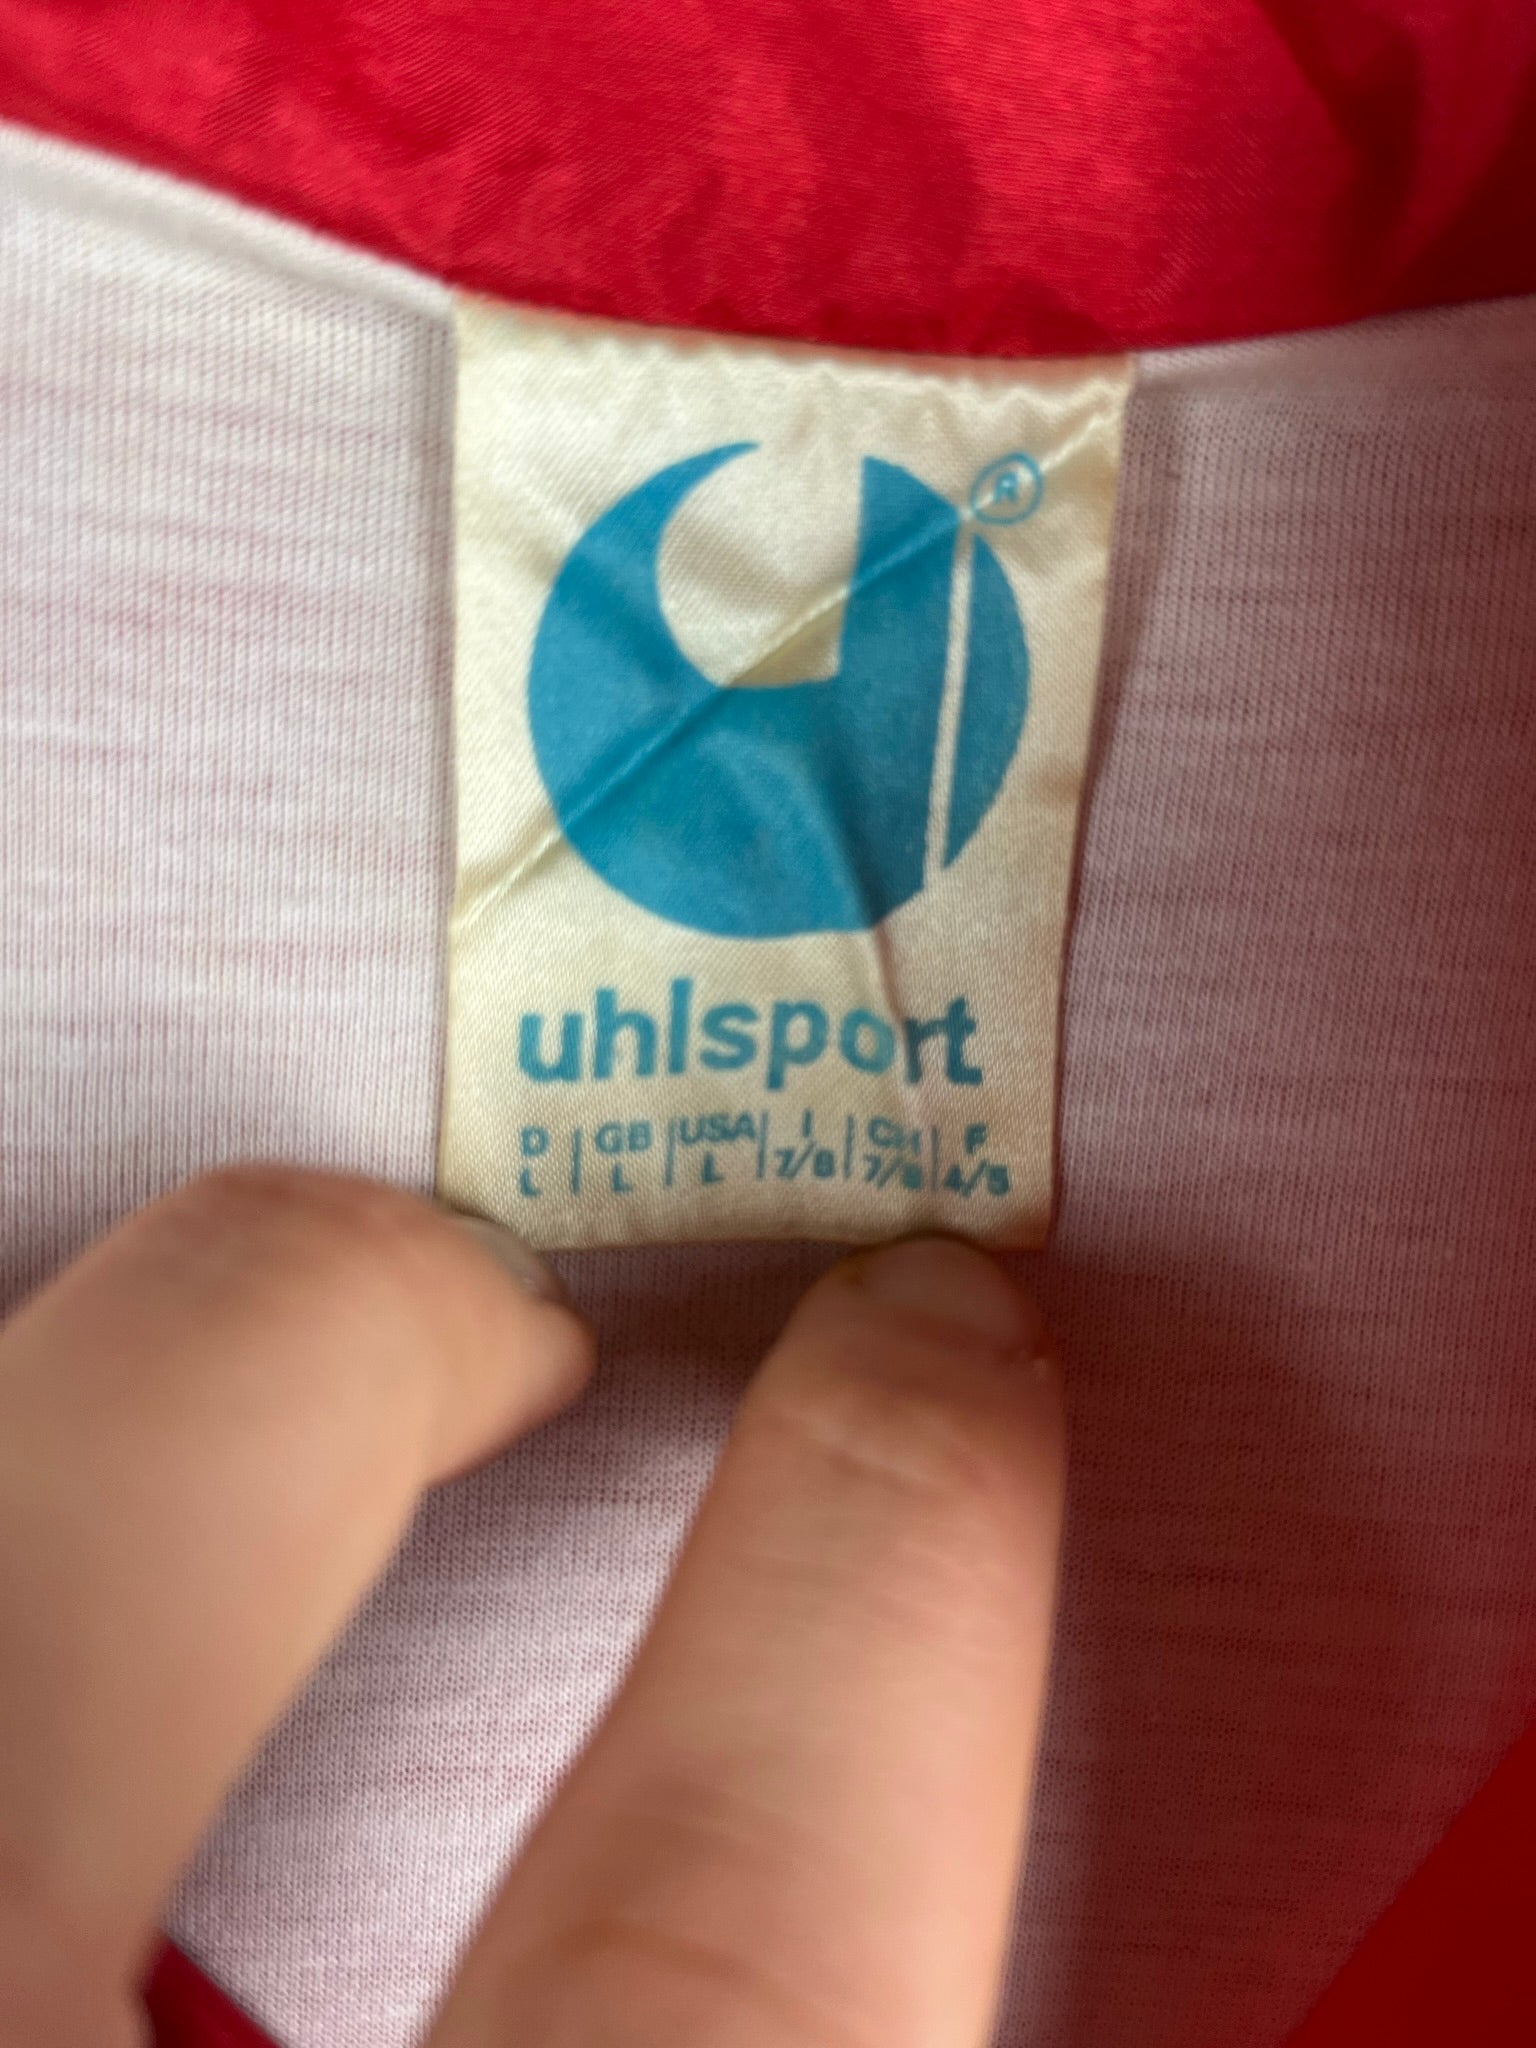 ®
uhlsport
D | GB | USA | I | CH | F
L | L | L | 7/8 | 7/8 | 4/5